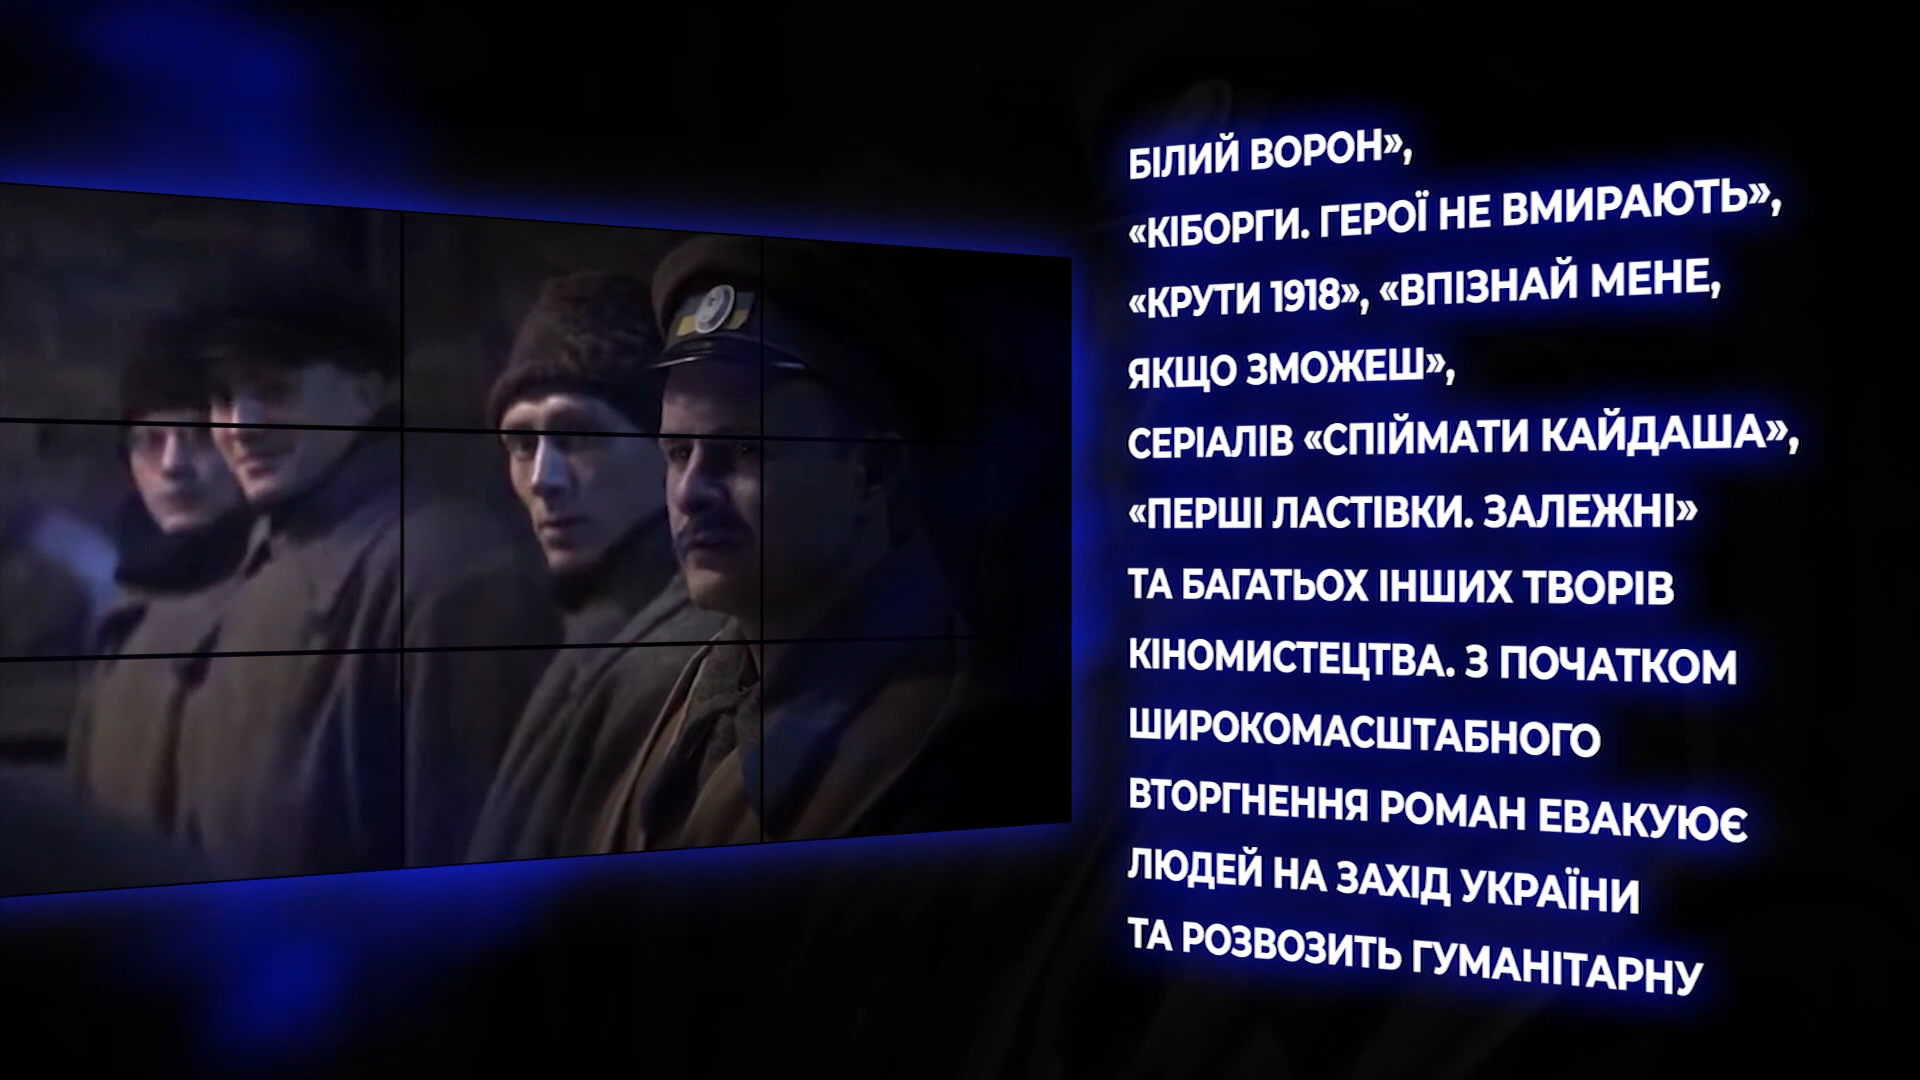 БІЛИЙ ВОРОН»,
«КІБОРГИ. ГЕРОЇ НЕ ВМИРАЮТЬ»,
«КРУТИ 1918», «ВПІЗНАЙ МЕНЕ,
ЯКЩО ЗМОЖЕШ»,
СЕРІАЛІВ «СПІЙМАТИ КАЙДАША»,
«ПЕРШІ ЛАСТІВКИ. ЗАЛЕЖНІ»
ТА БАГАТЬОХ ІНШИХ ТВОРІВ
КІНОМИСТЕЦТВА. З ПОЧАТКОМ
ШИРОКОМАСШТАБНОГО
ВТОРГНЕННЯ РОМАН ЕВАКУЮЄ
ЛЮДЕЙ НА ЗАХІД УКРАЇНИ
ТА РОЗВОЗИТЬ ГУМАНІТАРНУ